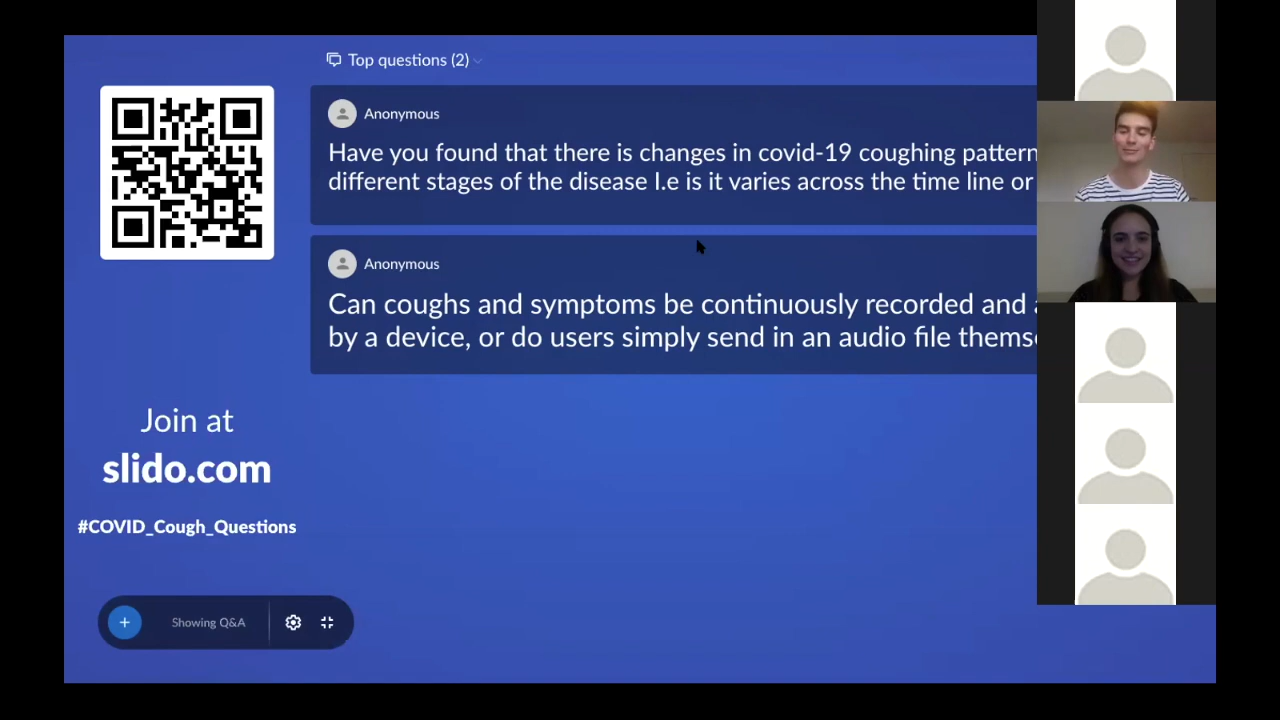 Top questions (2)
Anonymous
Have you found that there is changes in covid-19 coughing pattern
different stages of the disease I.e is it varies across the time line or
Anonymous
Can coughs and symptoms be continuously recorded and
by a device, or do users simply send in an audio file
Join at
slido.com
#COVID_Cough_Questions
Showing Q&A